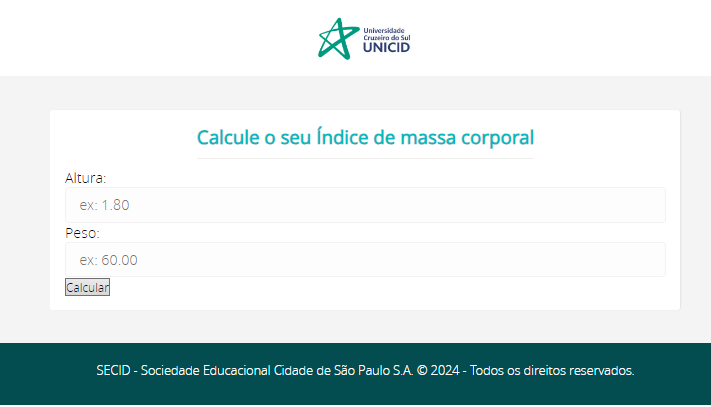 Universidade
Cruzeiro do Sul
UNICID
Calcule o seu Índice de massa corporal
Altura:
ex: 1.80
Peso:
ex: 60.00
Calcular
SECID - Sociedade Educacional Cidade de São Paulo S.A. © 2024 - Todos os direitos reservados.